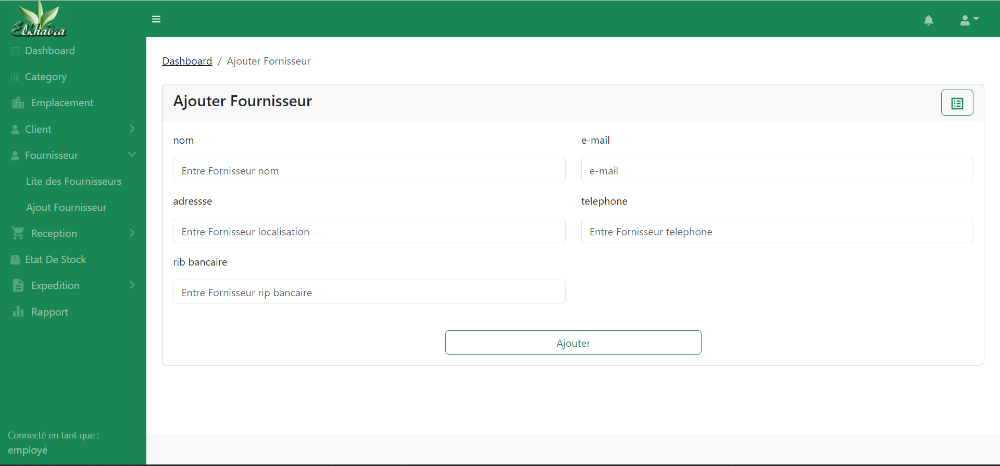 Elkhadra
Dashboard
Category
Emplacement
Client
Fournisseur
Lite des Fournisseurs
Ajout Fournisseur
Reception
Etat De Stock
Expedition
Rapport
Connecté en tant que :
employé
Dashboard / Ajouter Fornisseur
Ajouter Fournisseur
nom
Entre Fornisseur nom
e-mail
e-mail
adressse
Entre Fornisseur localisation
telephone
Entre Fornisseur telephone
rib bancaire
Entre Fornisseur rip bancaire
Ajouter